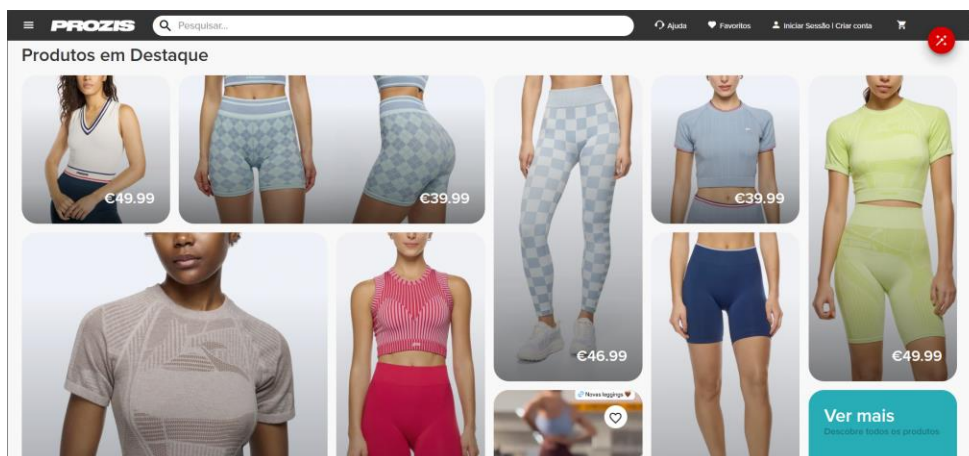 PROZIS
Pesquisar...
Ajuda
Favoritos
Iniciar Sessão | Criar conta
Produtos em Destaque
€49.99
€39.99
€46.99
€39.99
€49.99
Novas leggings
Ver mais
Descobre todos os produtos